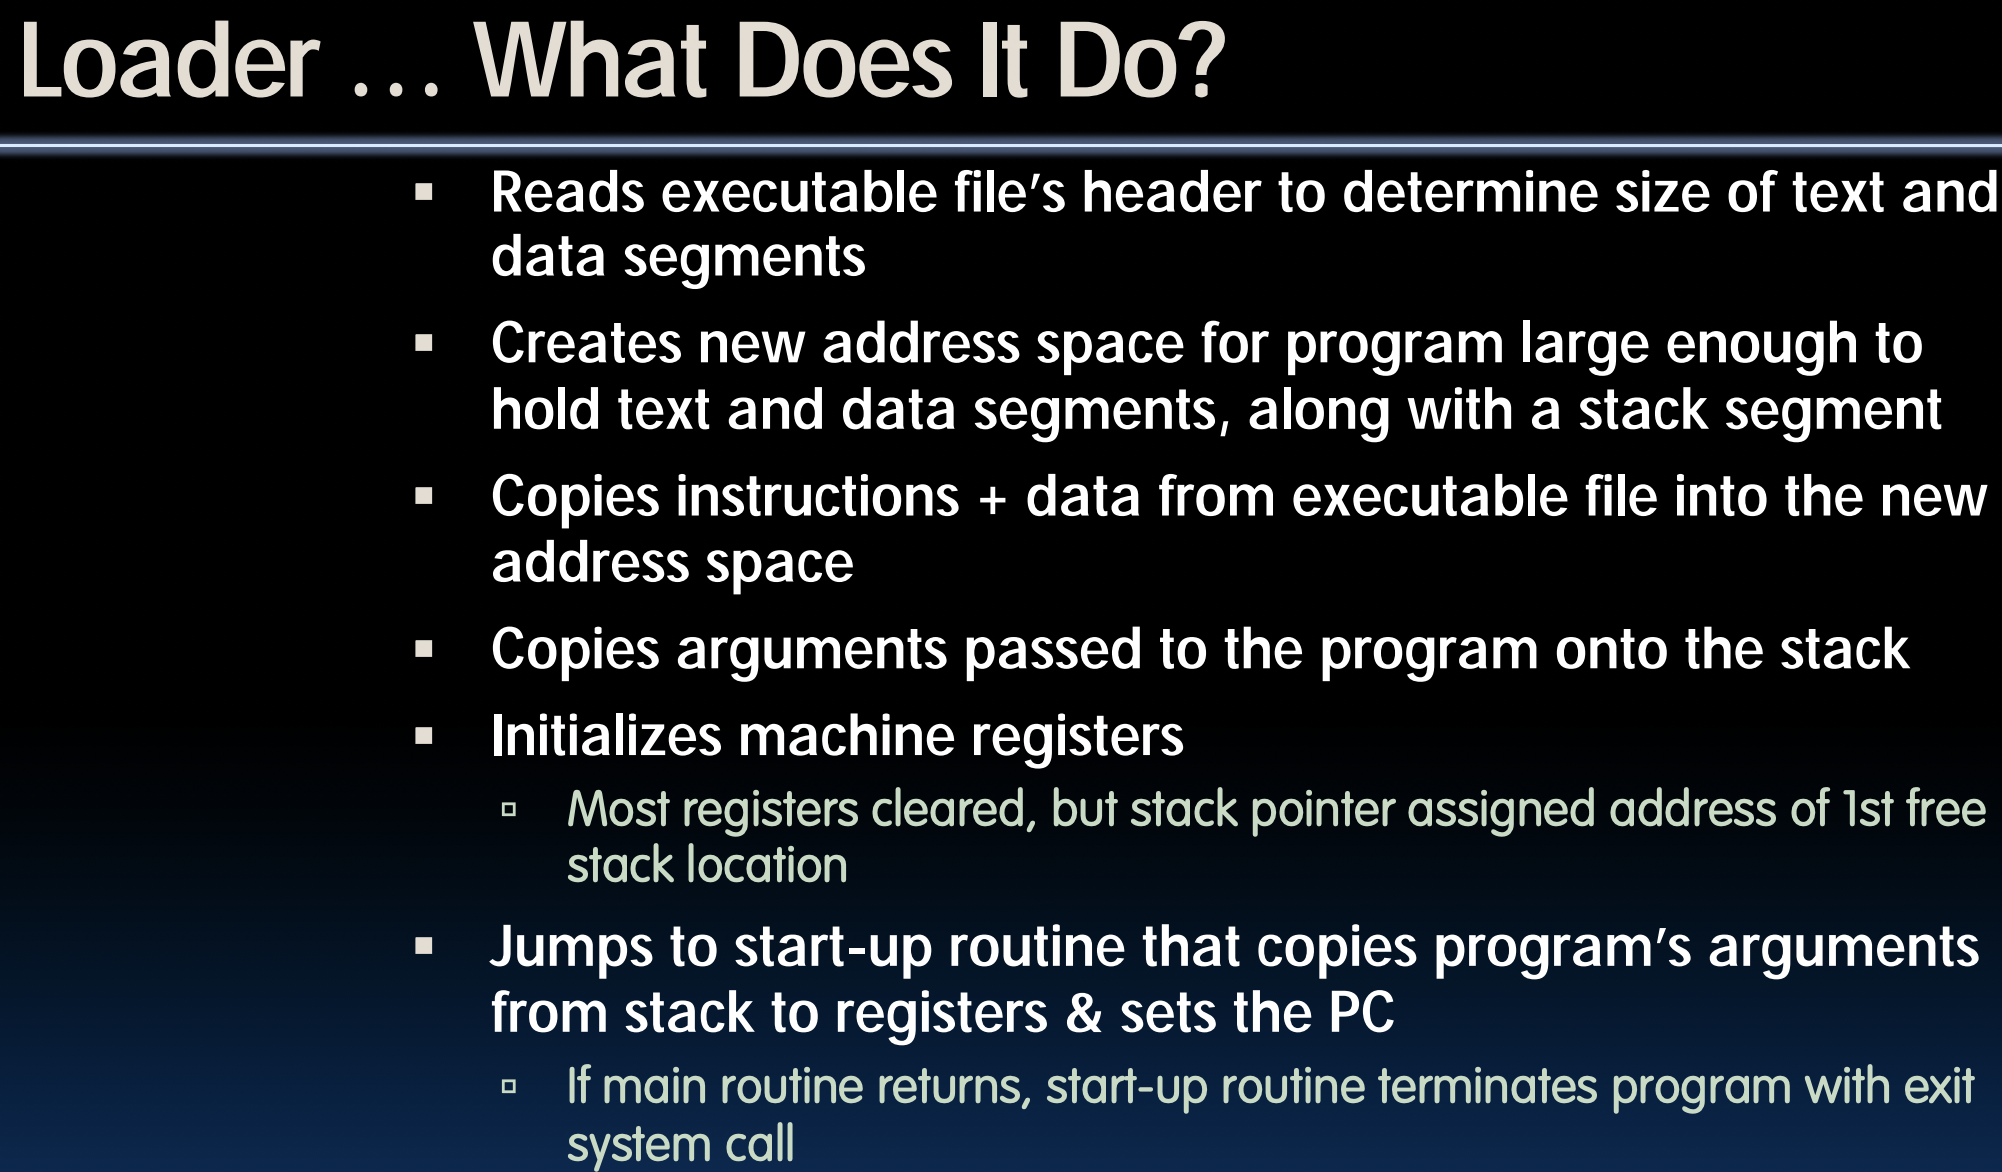 Loader … What Does It Do?
▪ Reads executable file’s header to determine size of text and
data segments
▪ Creates new address space for program large enough to
hold text and data segments, along with a stack segment
▪ Copies instructions + data from executable file into the new
address space
▪ Copies arguments passed to the program onto the stack
▪ Initializes machine registers
▫ Most registers cleared, but stack pointer assigned address of 1st free
stack location
▪ Jumps to start-up routine that copies program’s arguments
from stack to registers & sets the PC
▫ If main routine returns, start-up routine terminates program with exit
system call